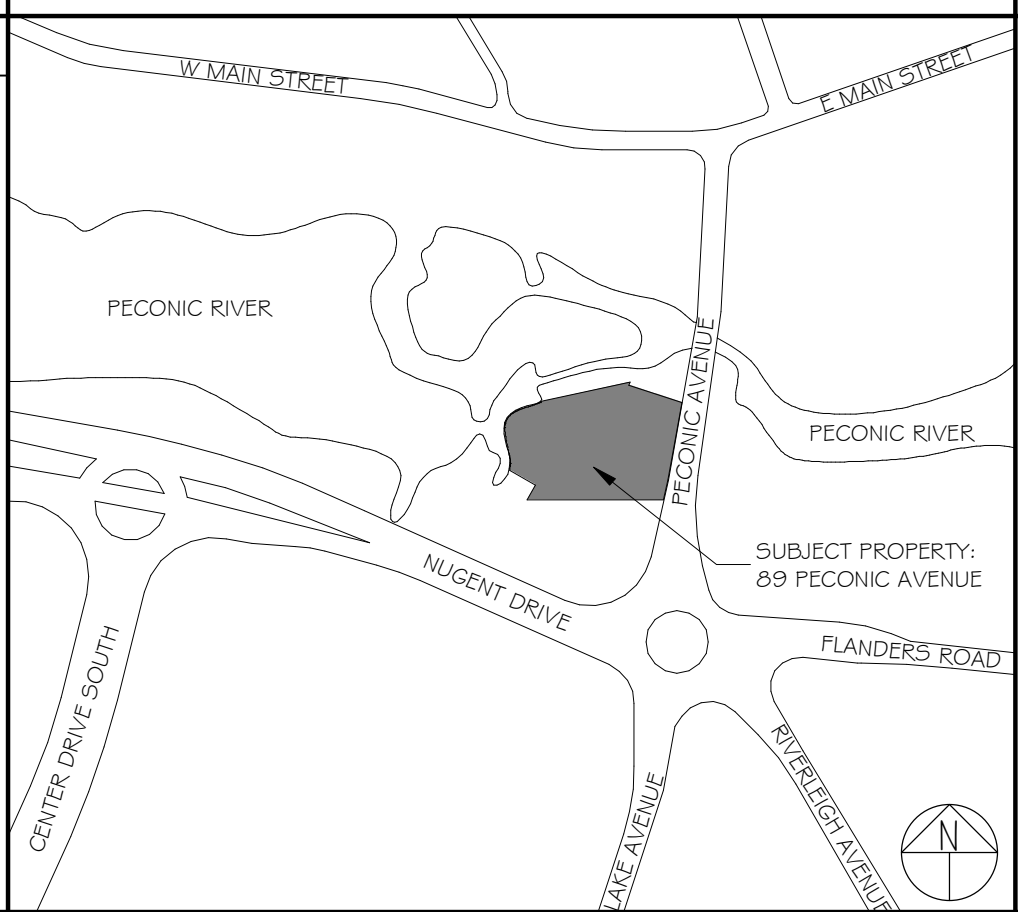 W MAIN STREET
E MAIN STREET
PECONIC RIVER
PECONIC AVENUE
PECONIC RIVER
SUBJECT PROPERTY:
89 PECONIC AVENUE
NUGENT DRIVE
FLANDERS ROAD
CENTER DRIVE SOUTH
RIVERLEIGH AVENUE
LAKE AVENUE
N